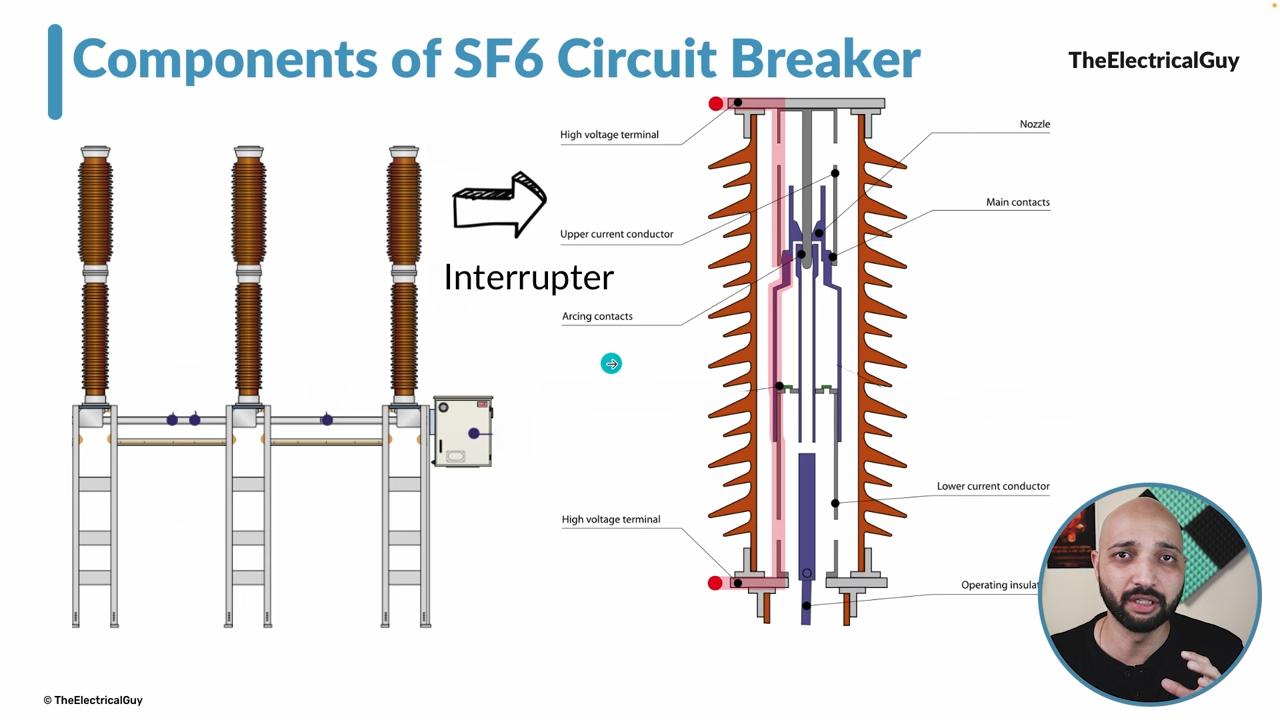 Components of SF6 Circuit Breaker
TheElectricalGuy
High voltage terminal
Nozzle
Main contacts
Upper current conductor
Interrupter
Arcing contacts
Lower current conductor
High voltage terminal
Operating
© TheElectricalGuy